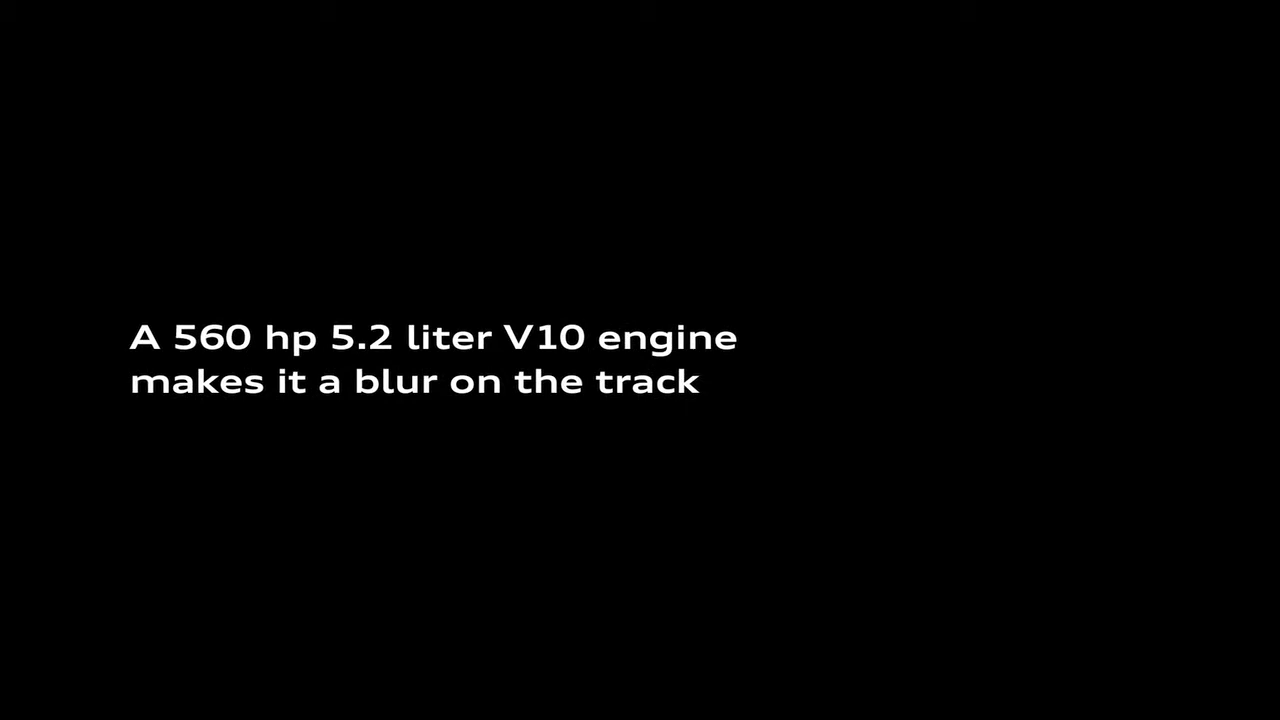 A 560 hp 5.2 liter V10 engine
makes it a blur on the track